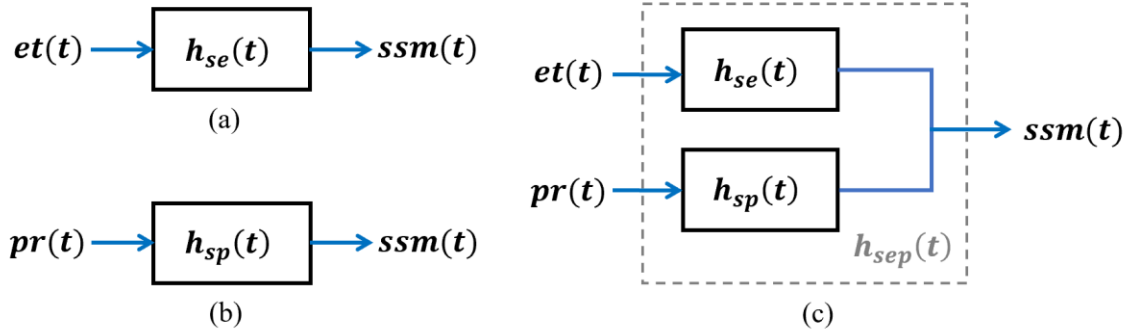 et(t) h_se(t) ssm(t)
(a)
pr(t) h_sp(t) ssm(t)
(b)
et(t) h_se(t)
ssm(t)
pr(t) h_sp(t)
h_sep(t)
(c)